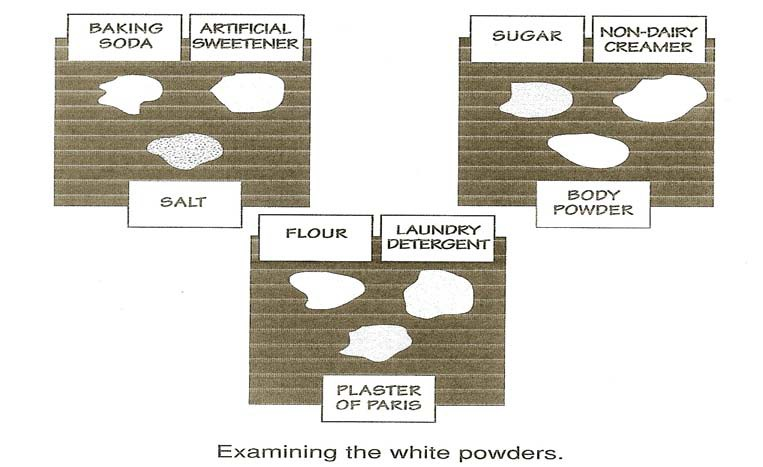 BAKING
SODA
ARTIFICIAL
SWEETENER
SALT
SUGAR
NON-DAIRY
CREAMER
BODY
POWDER
FLOUR
LAUNDRY
DETERGENT
PLASTER
OF PARIS
Examining the white powders.